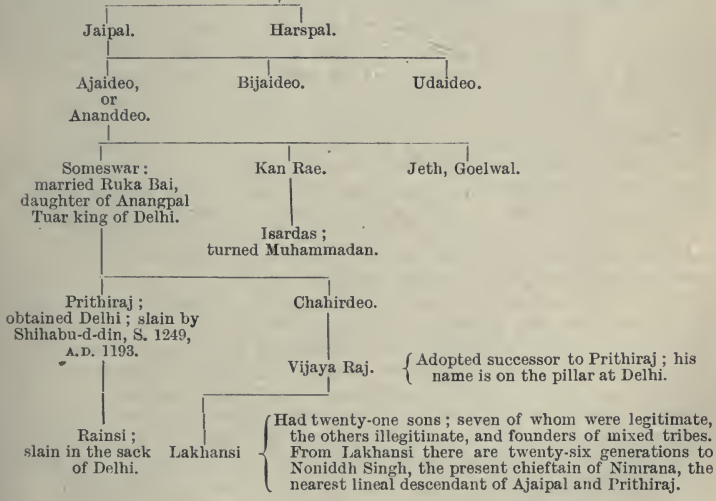 Jaipal. Harspal.
Ajaideo, Bijaideo. Udaideo.
or
Ananddeo.
Someswar: Kan Rae. Jeth, Goelwal.
married Ruka Bai,
daughter of Anangpal
Tuar king of Delhi.
Isardas;
turned Muhammadan.
Prithiraj; Chahirdeo.
obtained Delhi; slain by
Shihabu-d-din, S. 1249,
A.D. 1193.
Vijaya Raj. { Adopted successor to Prithiraj; his
name is on the pillar at Delhi.
Rainsi;
slain in the sack
of Delhi.
Lakhansi { Had twenty-one sons; seven of whom were legitimate,
the others illegitimate, and founders of mixed tribes.
From Lakhansi there are twenty-six generations to
Noniddh Singh, the present chieftain of Nimrana, the
nearest lineal descendant of Ajaipal and Prithiraj.